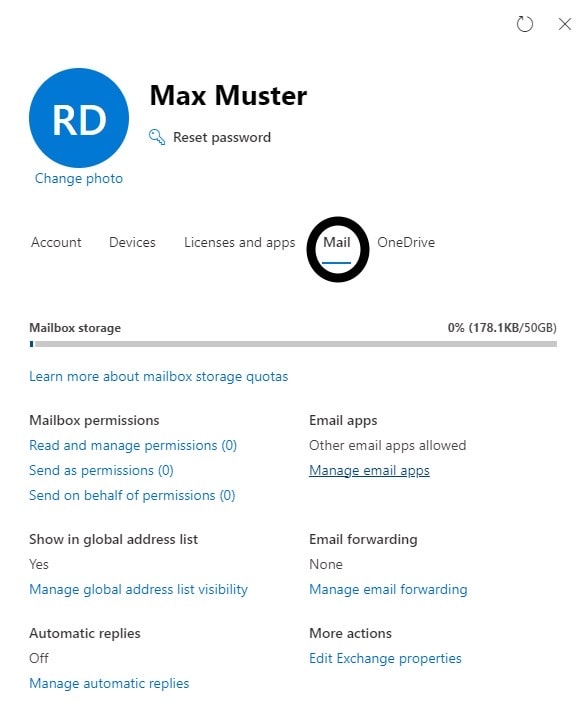 RD
Max Muster
Reset password
Change photo
Account Devices Licenses and apps Mail OneDrive
Mailbox storage 0% (178.1KB/50GB)
Learn more about mailbox storage quotas
Mailbox permissions
Read and manage permissions (0)
Send as permissions (0)
Send on behalf of permissions (0)
Email apps
Other email apps allowed
Manage email apps
Show in global address list
Yes
Manage global address list visibility
Email forwarding
None
Manage email forwarding
Automatic replies
Off
Manage automatic replies
More actions
Edit Exchange properties